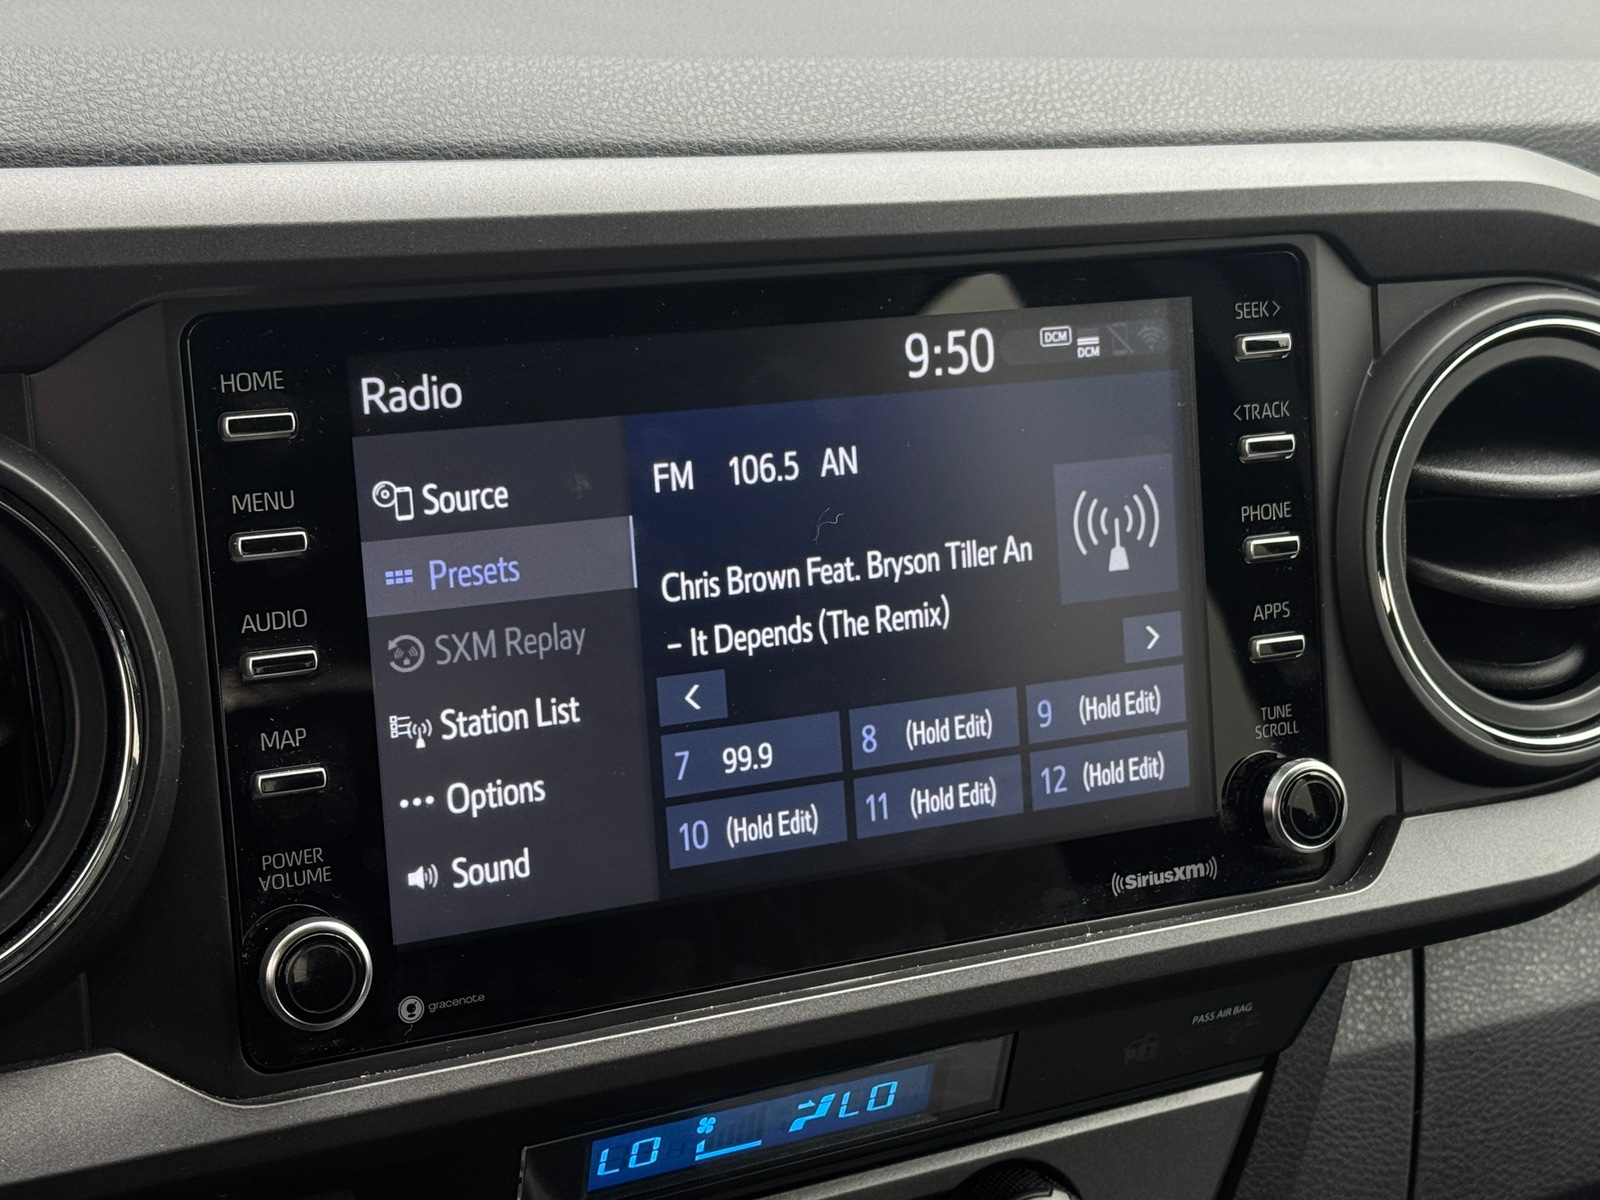 HOME
MENU
AUDIO
MAP
POWER
VOLUME
Radio
9:50
DCM
DCM
Source
Presets
SXM Replay
Station List
Options
Sound
FM 106.5 AN
Chris Brown Feat. Bryson Tiller An
– It Depends (The Remix)
<
>
7 99.9
8 (Hold Edit)
9 (Hold Edit)
10 (Hold Edit)
11 (Hold Edit)
12 (Hold Edit)
SEEK>
<TRACK
PHONE
APPS
TUNE
SCROLL
gracenote
((SiriusXM))
PASS AIR BAG
LO
LO